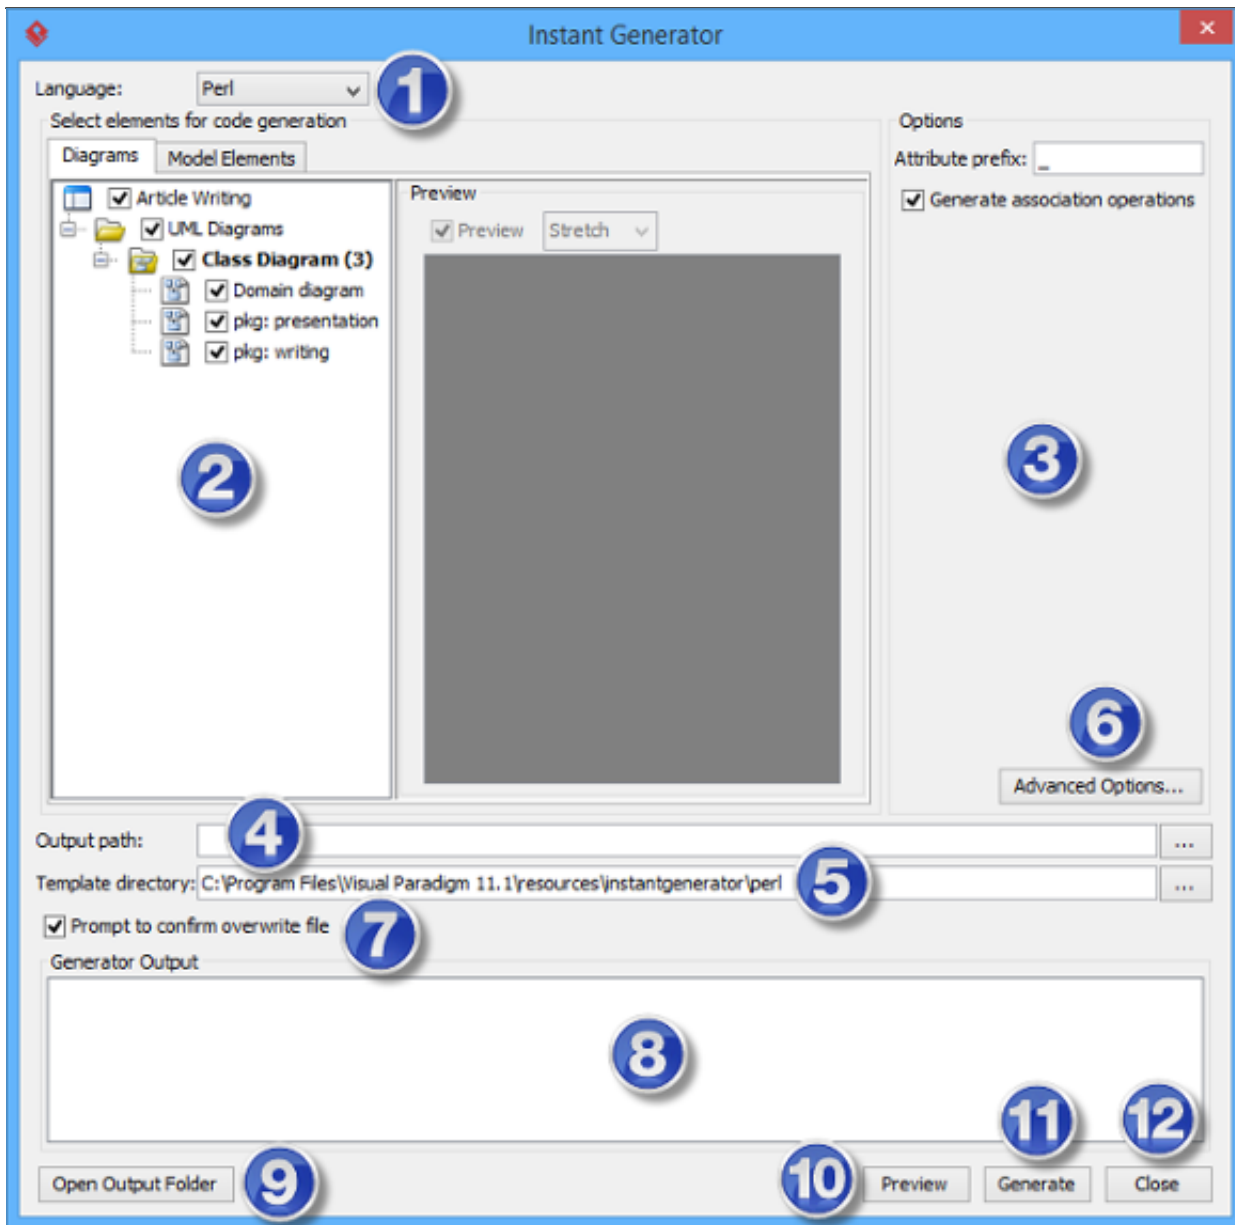 Instant Generator
Language: Perl 1
Select elements for code generation
Options
Diagrams Model Elements
Attribute prefix: _
Article Writing
Preview
Generate association operations
UML Diagrams
Preview Stretch
Class Diagram (3)
Domain diagram
pkg: presentation
pkg: writing
2
3
6
Advanced Options...
Output path: 4 ...
Template directory: C:\Program Files\Visual Paradigm 11.1\resources\instantgenerator\perl 5 ...
Prompt to confirm overwrite file 7
Generator Output
8
11 12
Open Output Folder 9 10 Preview Generate Close